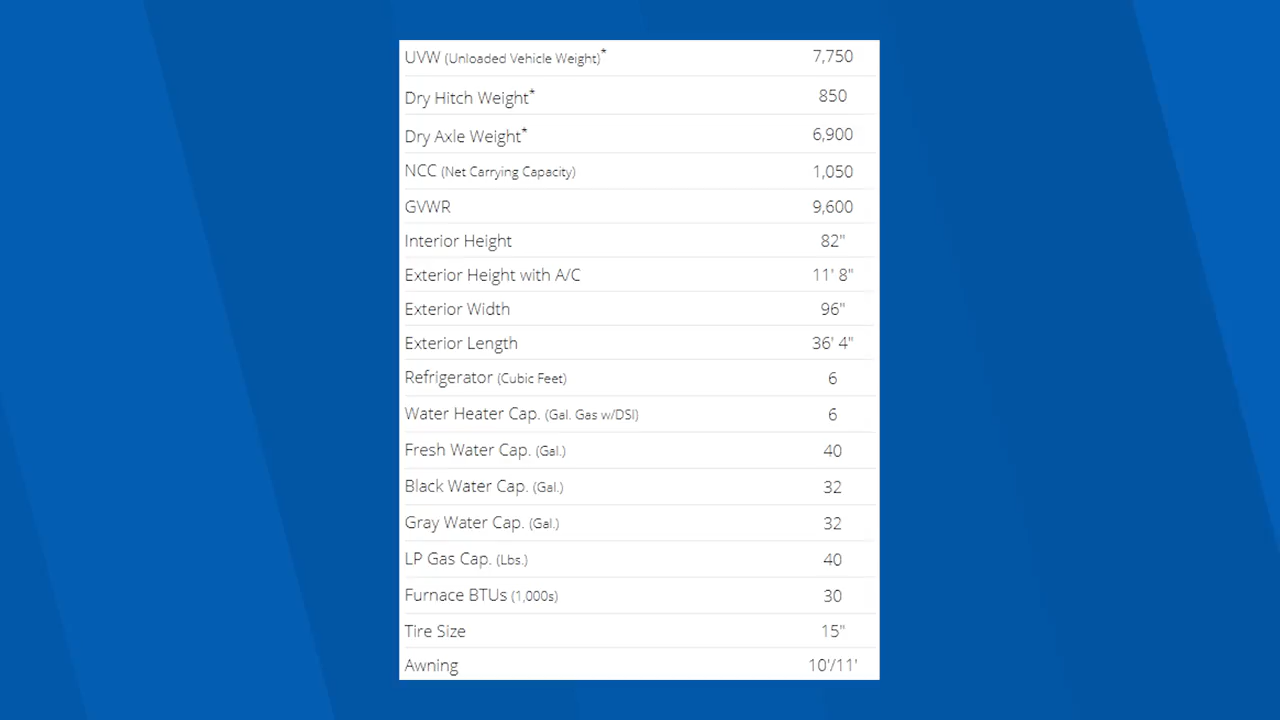 UVW (Unloaded Vehicle Weight)* 7,750
Dry Hitch Weight* 850
Dry Axle Weight* 6,900
NCC (Net Carrying Capacity) 1,050
GVWR 9,600
Interior Height 82"
Exterior Height with A/C 11' 8"
Exterior Width 96"
Exterior Length 36' 4"
Refrigerator (Cubic Feet) 6
Water Heater Cap. (Gal. Gas w/DSI) 6
Fresh Water Cap. (Gal.) 40
Black Water Cap. (Gal.) 32
Gray Water Cap. (Gal.) 32
LP Gas Cap. (Lbs.) 40
Furnace BTUs (1,000s) 30
Tire Size 15"
Awning 10'/11'